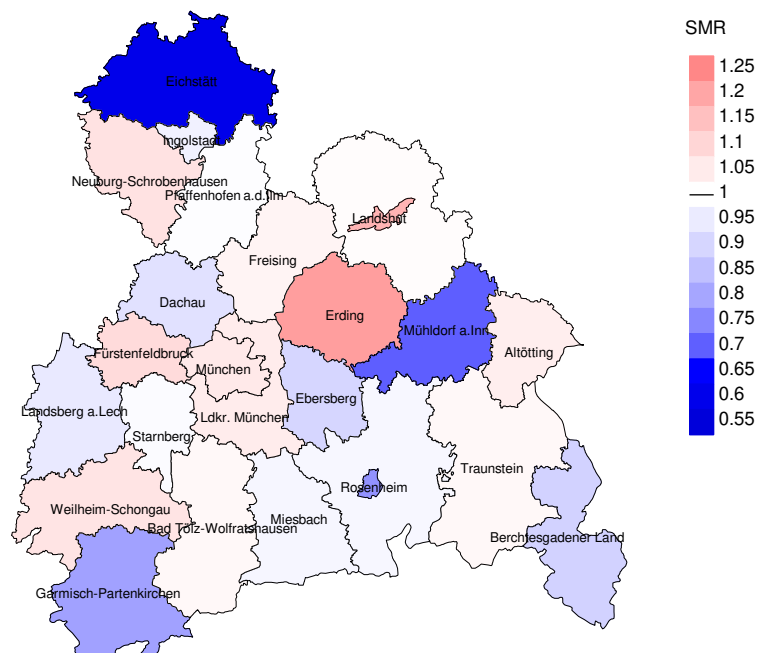 SMR
1.25
1.2
1.15
1.1
1.05
1
0.95
0.9
0.85
0.8
0.75
0.7
0.65
0.6
0.55
Eichstätt
Ingolstadt
Neuburg-Schrobenhausen
Pfaffenhofen a.d.Ilm
Landshut
Freising
Dachau
Erding
Mühldorf a.Inn
Fürstenfeldbruck
Altötting
München
Ebersberg
Landsberg a.Lech
Ldkr. München
Starnberg
Traunstein
Rosenheim
Weilheim-Schongau
Miesbach
Bad Tölz-Wolfratshausen
Berchtesgadener Land
Garmisch-Partenkirchen